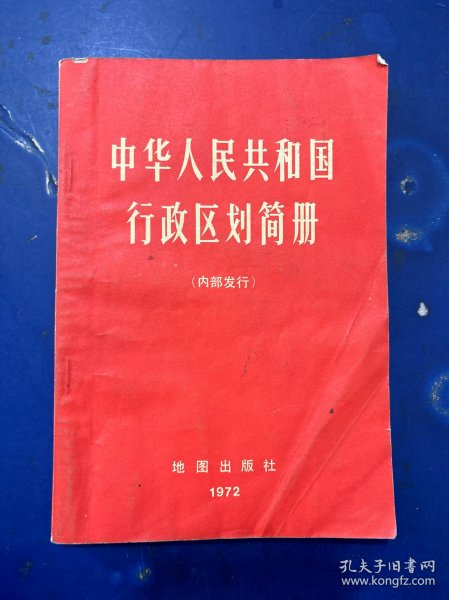 中华人民共和国
行政区划简册
(内部发行)
地图出版社
1972
孔夫子旧书网
www.kongfz.com